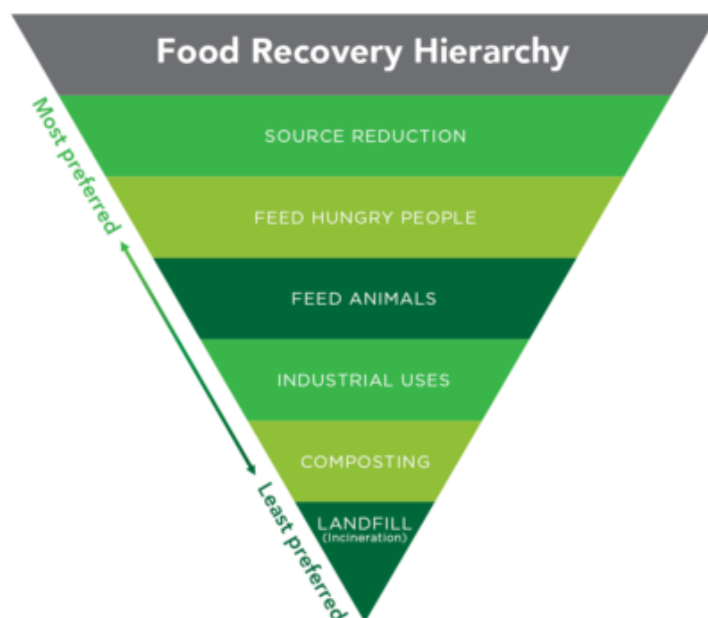 Food Recovery Hierarchy
Most preferred
SOURCE REDUCTION
FEED HUNGRY PEOPLE
FEED ANIMALS
INDUSTRIAL USES
COMPOSTING
Least preferred
LANDFILL
(Incineration)